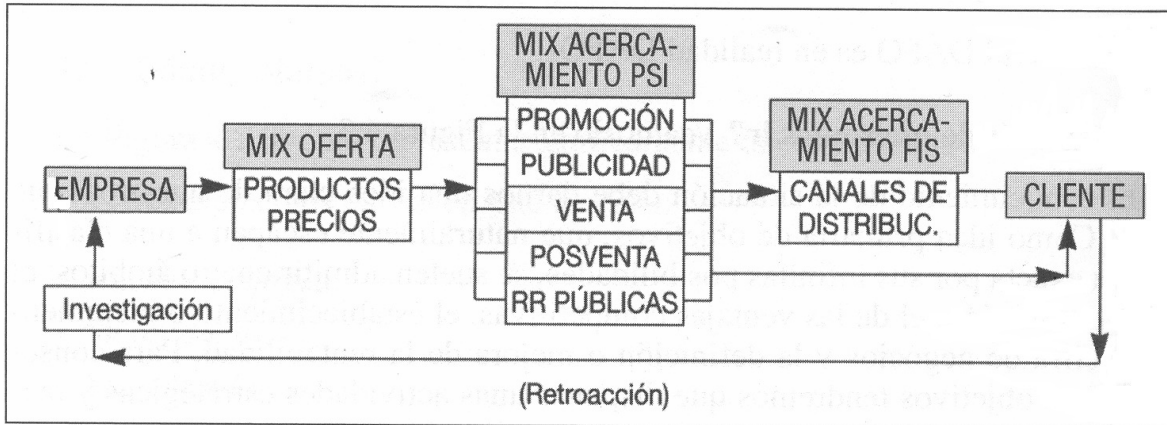 EMPRESA
MIX OFERTA
PRODUCTOS
PRECIOS
MIX ACERCA-
MIENTO PSI
PROMOCIÓN
PUBLICIDAD
VENTA
POSVENTA
RR PÚBLICAS
MIX ACERCA-
MIENTO FIS
CANALES DE
DISTRIBUC.
CLIENTE
Investigación
(Retroacción)